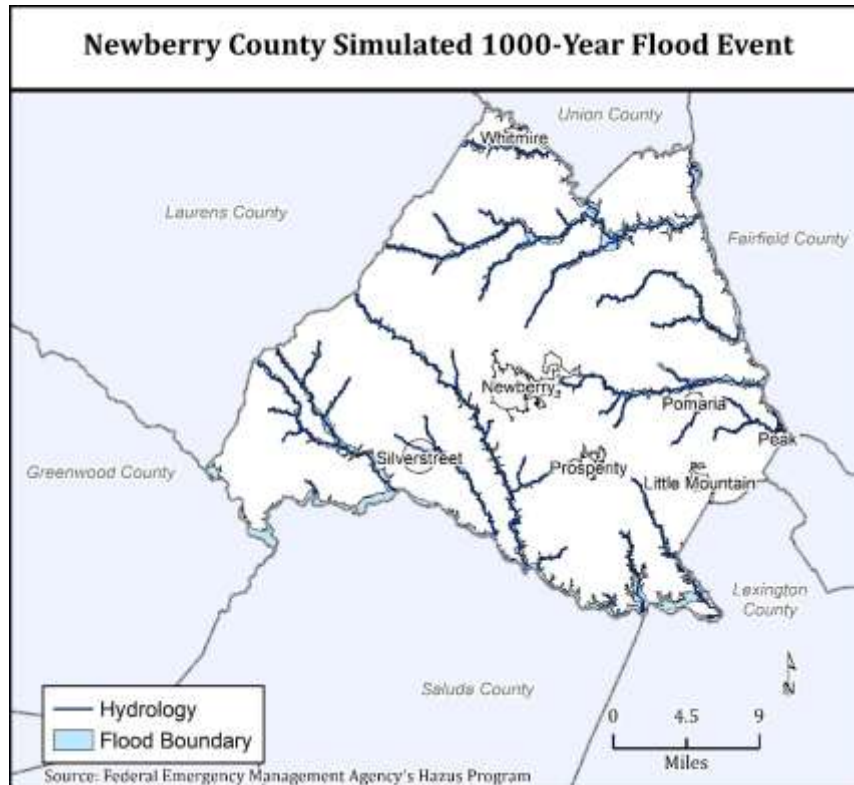 Newberry County Simulated 1000-Year Flood Event
Union County
Whitmire
Laurens County
Fairfield County
Newberry
Pomaria
Peak
Greenwood County
Silverstreet
Prosperity
Little Mountain
Lexington
County
Saluda County
N
Hydrology
Flood Boundary
0 4.5 9
Miles
Source: Federal Emergency Management Agency's Hazus Program